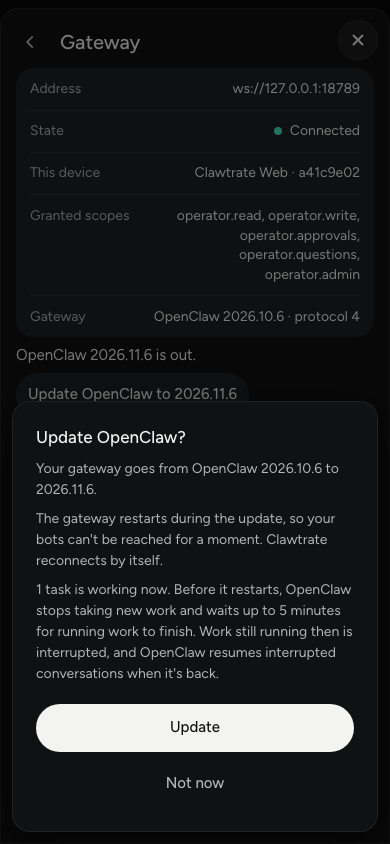 Gateway
Address ws://127.0.0.1:18789
State Connected
This device Clawtrate Web · a41c9e02
Granted scopes operator.read, operator.write,
operator.approvals,
operator.questions,
operator.admin
Gateway OpenClaw 2026.10.6 · protocol 4
OpenClaw 2026.11.6 is out.
Update OpenClaw to 2026.11.6
Update OpenClaw?
Your gateway goes from OpenClaw 2026.10.6 to
2026.11.6.
The gateway restarts during the update, so your
bots can't be reached for a moment. Clawtrate
reconnects by itself.
1 task is working now. Before it restarts, OpenClaw
stops taking new work and waits up to 5 minutes
for running work to finish. Work still running then is
interrupted, and OpenClaw resumes interrupted
conversations when it's back.
Update
Not now